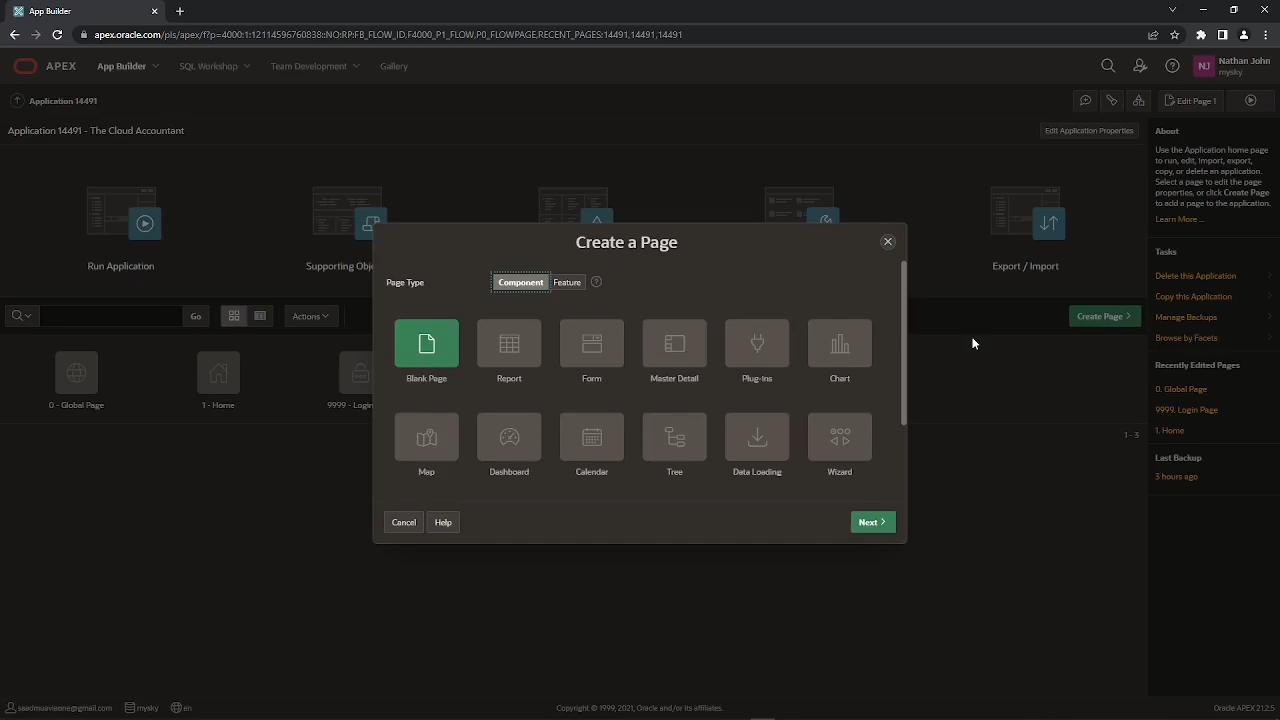 App Builder
apex.oracle.com/pls/apex/f?p=4000:1:12114596760838::NO:RP:FB_FLOW_ID,F4000_P1_FLOW,P0_FLOWPAGE,RECENT_PAGES:14491,14491,14491
APEX
App Builder
SQL Workshop
Team Development
Gallery
NJ
Nathan John
mysky
Application 14491
Edit Page 1
Application 14491 - The Cloud Accountant
Edit Application Properties
Run Application
Supporting Obje
Export / Import
Go
Actions
Create Page
0 - Global Page
1 - Home
9999 - Login
1 - 3
Create a Page
Page Type
Component
Feature
Blank Page
Report
Form
Master Detail
Plug-ins
Chart
Map
Dashboard
Calendar
Tree
Data Loading
Wizard
Cancel
Help
Next
About
Use the Application home page
to run, edit, import, export,
copy, or delete an application.
Select a page to edit the page
properties, or click Create Page
to add a page to the application.
Learn More ...
Tasks
Delete this Application
Copy this Application
Manage Backups
Browse by Facets
Recently Edited Pages
0. Global Page
9999. Login Page
1. Home
Last Backup
3 hours ago
mysky
en
Copyright © 1999, 2021, Oracle and/or its affiliates.
Oracle APEX 21.2.5